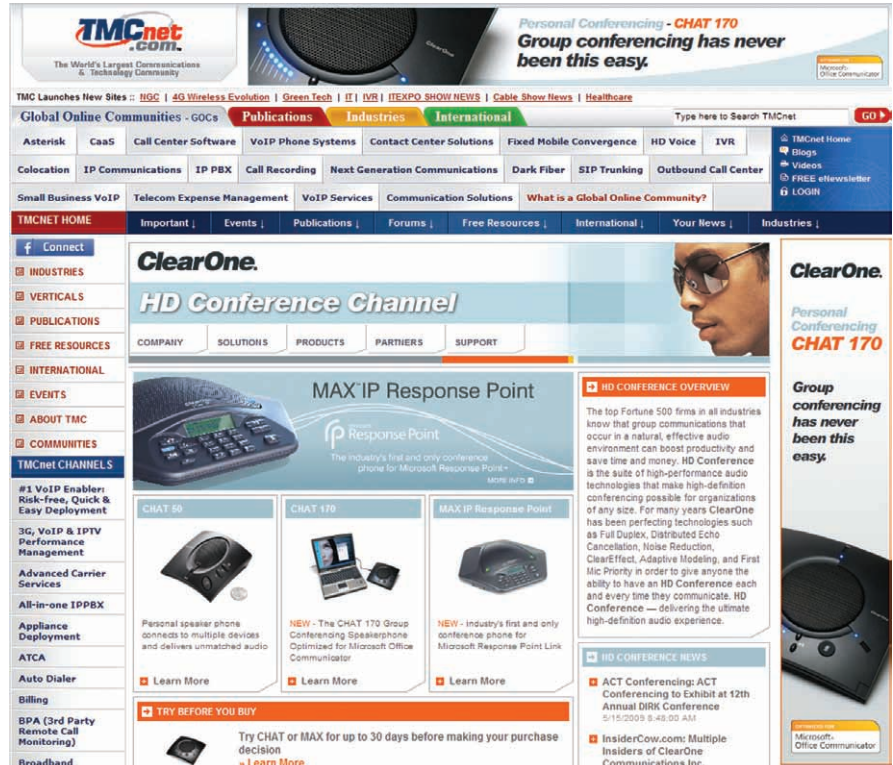 TMCnet
.com
The World's Largest Communications
& Technology Community
ClearOne
Personal Conferencing - CHAT 170
Group conferencing has never
been this easy.
Microsoft®
Office Communicator
TMC Launches New Sites :: NGC | 4G Wireless Evolution | Green Tech | IT | IVR | ITEXPO SHOW NEWS | Cable Show News | Healthcare
Global Online Communities - GOCs Publications Industries International Type here to Search TMCnet GO
Asterisk CaaS Call Center Software VoIP Phone Systems Contact Center Solutions Fixed Mobile Convergence HD Voice IVR
Colocation IP Communications IP PBX Call Recording Next Generation Communications Dark Fiber SIP Trunking Outbound Call Center
Small Business VoIP Telecom Expense Management VoIP Services Communication Solutions What is a Global Online Community?
TMCnet Home
Blogs
Videos
FREE eNewsletter
LOGIN
TMCNET HOME Important ↓ Events ↓ Publications ↓ Forums ↓ Free Resources ↓ International ↓ Your News ↓ Industries ↓
f Connect
INDUSTRIES
VERTICALS
PUBLICATIONS
FREE RESOURCES
INTERNATIONAL
EVENTS
ABOUT TMC
COMMUNITIES
TMCnet CHANNELS
#1 VoIP Enabler:
Risk-free, Quick &
Easy Deployment
3G, VoIP & IPTV
Performance
Management
Advanced Carrier
Services
All-in-one IPPBX
Appliance
Deployment
ATCA
Auto Dialer
Billing
BPA (3rd Party
Remote Call
Monitoring)
Broadband
ClearOne.
HD Conference Channel
COMPANY SOLUTIONS PRODUCTS PARTNERS SUPPORT
MAX™IP Response Point
Response Point
The industry's first and only conference
phone for Microsoft Response Point
MORE INFO
CHAT 50
Personal speaker phone
connects to multiple devices
and delivers unmatched audio
Learn More
CHAT 170
NEW - The CHAT 170 Group
Conferencing Speakerphone
Optimized for Microsoft Office
Communicator
Learn More
MAX IP Response Point
NEW - industry's first and only
conference phone for
Microsoft Response Point Link
Learn More
TRY BEFORE YOU BUY
Try CHAT or MAX for up to 30 days before making your purchase
decision
» Learn More
HD CONFERENCE OVERVIEW
The top Fortune 500 firms in all industries
know that group communications that
occur in a natural, effective audio
environment can boost productivity and
save time and money. HD Conference
is the suite of high-performance audio
technologies that make high-definition
conferencing possible for organizations
of any size. For many years ClearOne
has been perfecting technologies such
as Full Duplex, Distributed Echo
Cancellation, Noise Reduction,
ClearEffect, Adaptive Modeling, and First
Mic Priority in order to give anyone the
ability to have an HD Conference each
and every time they communicate. HD
Conference — delivering the ultimate
high-definition audio experience.
HD CONFERENCE NEWS
ACT Conferencing: ACT
Conferencing to Exhibit at 12th
Annual DIRK Conference
5/15/2009 8:48:00 AM
InsiderCow.com: Multiple
Insiders of ClearOne
Communications Inc
ClearOne.
Personal
Conferencing
CHAT 170
Group
conferencing
has never
been this
easy.
Microsoft®
Office Communicator